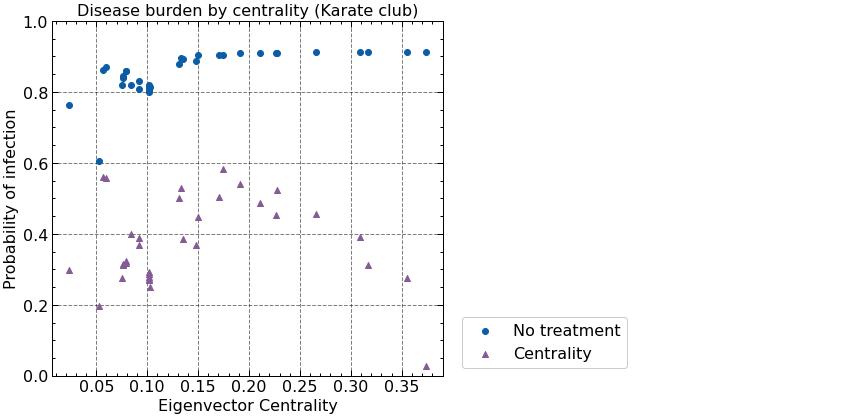 Disease burden by centrality (Karate club)
Probability of infection
1.0
0.8
0.6
0.4
0.2
0.0
0.05 0.10 0.15 0.20 0.25 0.30 0.35
Eigenvector Centrality
No treatment
Centrality